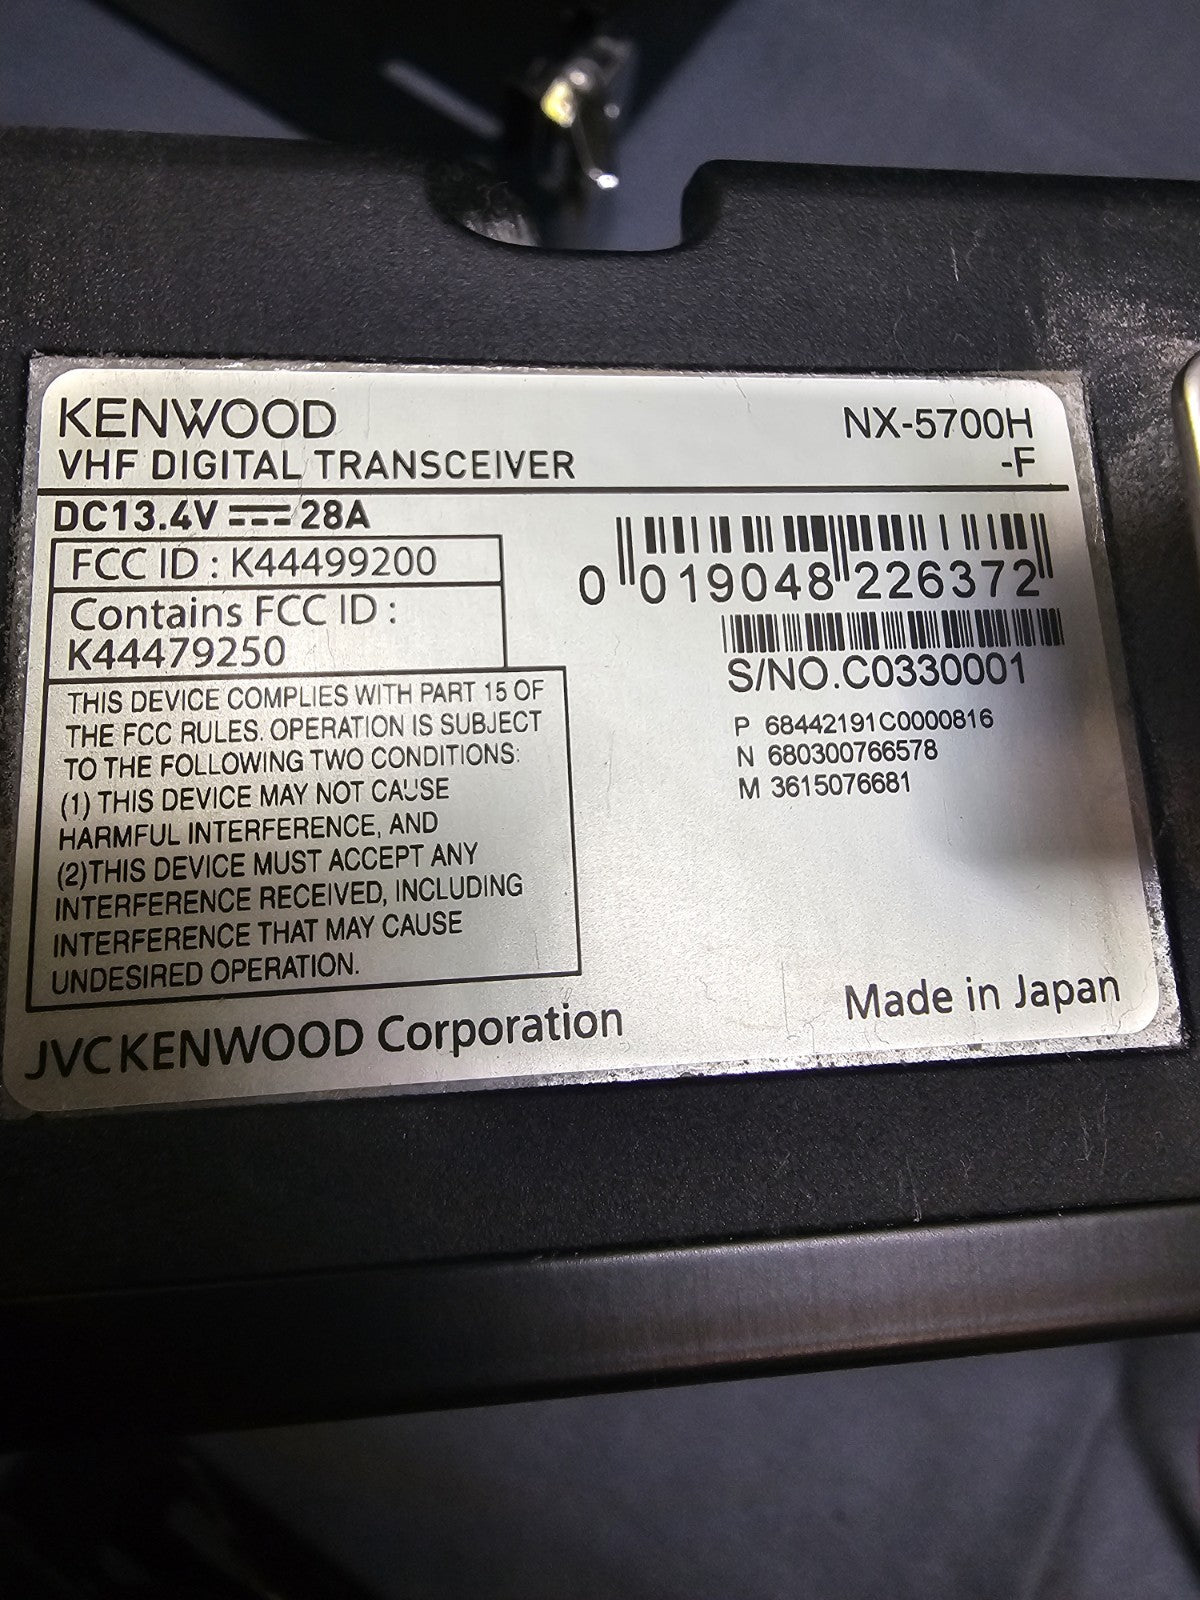 KENWOOD
VHF DIGITAL TRANSCEIVER
NX-5700H
-F
DC13.4V ⎓ 28A
FCC ID : K44499200
Contains FCC ID :
K44479250
THIS DEVICE COMPLIES WITH PART 15 OF
THE FCC RULES. OPERATION IS SUBJECT
TO THE FOLLOWING TWO CONDITIONS:
(1) THIS DEVICE MAY NOT CAUSE
HARMFUL INTERFERENCE, AND
(2)THIS DEVICE MUST ACCEPT ANY
INTERFERENCE RECEIVED, INCLUDING
INTERFERENCE THAT MAY CAUSE
UNDESIRED OPERATION.
0 019048 226372
S/NO.C0330001
P 68442191C0000816
N 680300766578
M 3615076681
JVCKENWOOD Corporation
Made in Japan